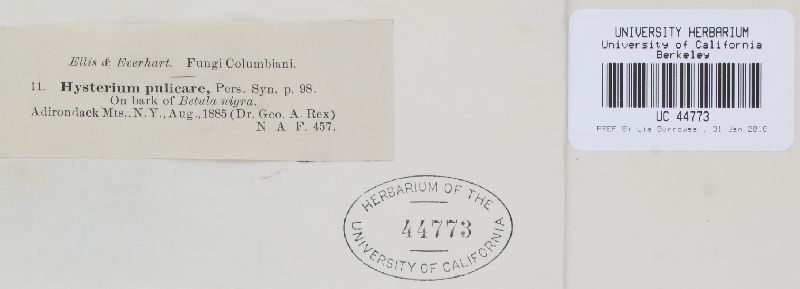 Ellis & Everhart. Fungi Columbiani.
11. Hysterium pulicare, Pers. Syn. p. 98.
On bark of Betula nigra.
Adirondack Mts., N. Y., Aug., 1885 (Dr. Geo. A. Rex)
N A F. 457.
UNIVERSITY HERBARIUM
University of California
Berkeley
UC 44773
PREP By Lia Burrowes , 31 Jan 2010
HERBARIUM OF THE
44773
UNIVERSITY OF CALIFORNIA